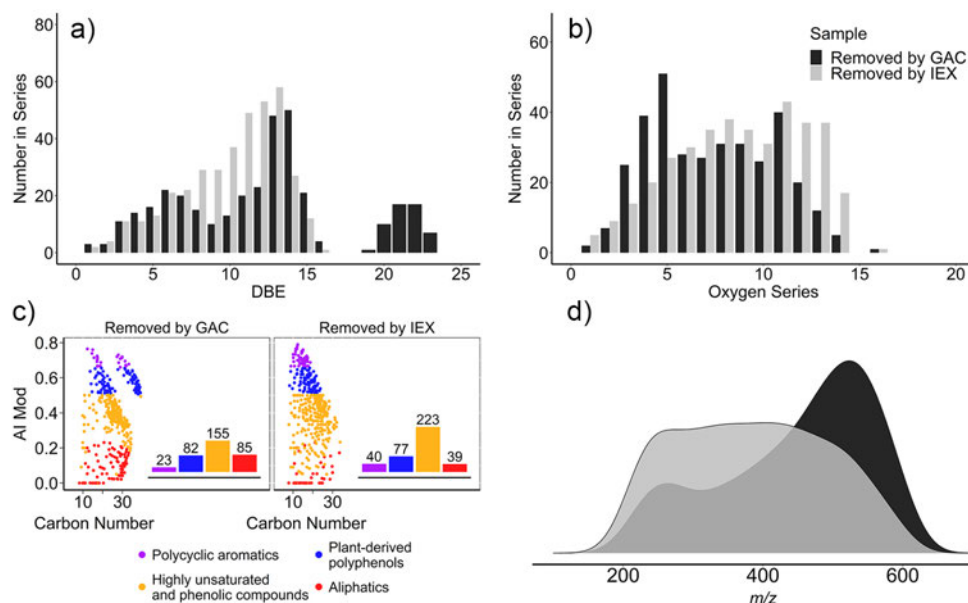 a)
80
60
40
20
0
Number in Series
0 5 10 15 20 25
DBE
b)
Sample
Removed by GAC
Removed by IEX
60
40
20
0
Number in Series
0 5 10 15 20
Oxygen Series
c)
Removed by GAC
Removed by IEX
0.8
0.6
0.4
0.2
0.0
AI Mod
23 82 155 85
40 77 223 39
10 30
10 30
Carbon Number
Carbon Number
Polycyclic aromatics
Plant-derived
polyphenols
Highly unsaturated
and phenolic compounds
Aliphatics
d)
200 400 600
m/z